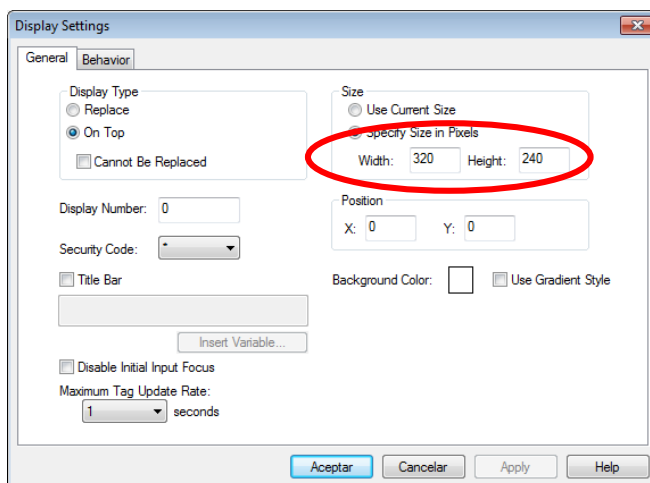 Display Settings
General Behavior
Display Type
Replace
On Top
Cannot Be Replaced
Size
Use Current Size
Specify Size in Pixels
Width: 320 Height: 240
Display Number: 0
Position
X: 0 Y: 0
Security Code: *
Title Bar
Background Color: Use Gradient Style
Insert Variable...
Disable Initial Input Focus
Maximum Tag Update Rate:
1 seconds
Aceptar Cancelar Apply Help